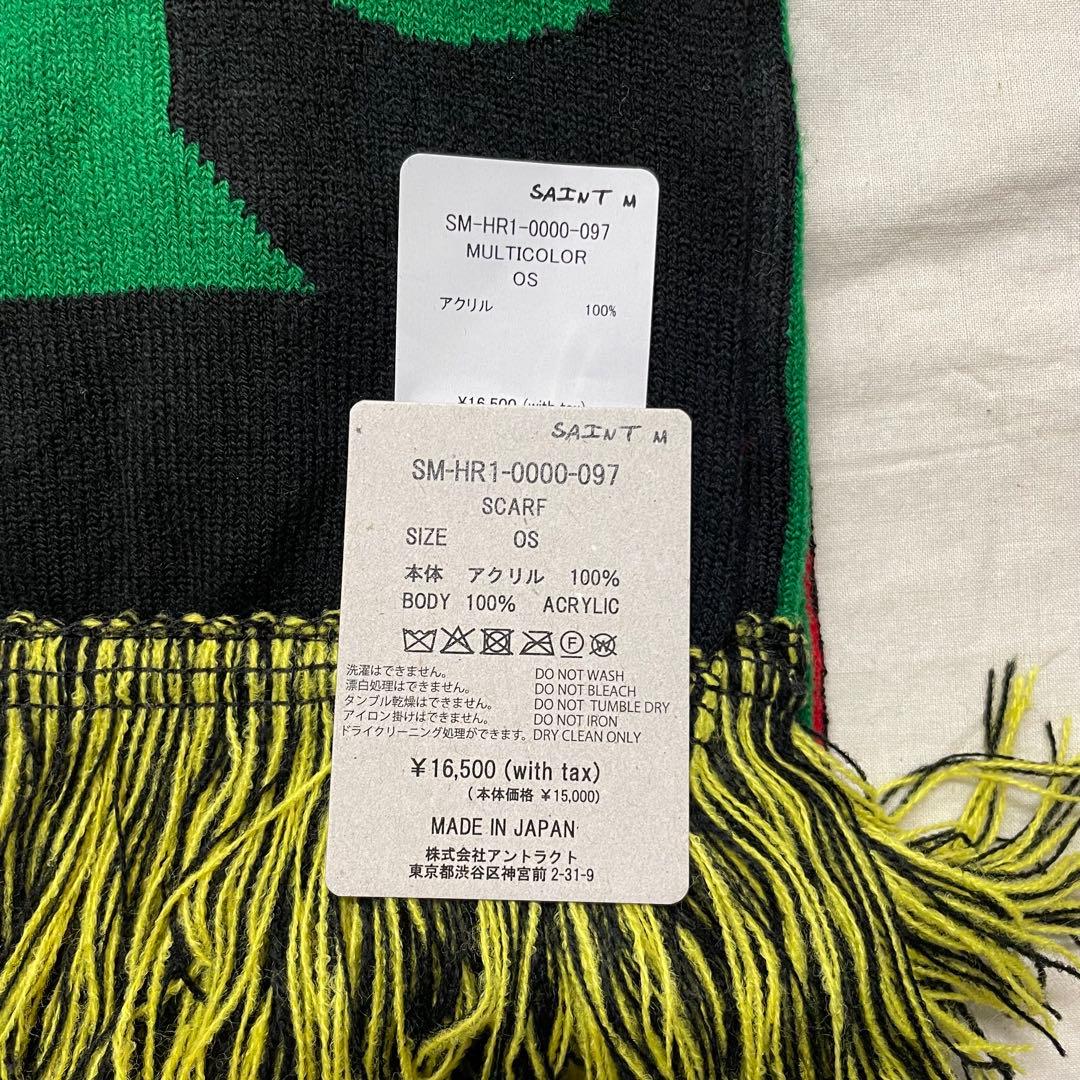 SAINT M
SM-HR1-0000-097
MULTICOLOR
OS
アクリル 100%
¥16,500 (with tax)
SAINT M
SM-HR1-0000-097
SCARF
SIZE OS
本体 アクリル 100%
BODY 100% ACRYLIC
F W
洗濯はできません。 DO NOT WASH
漂白処理はできません。 DO NOT BLEACH
タンブル乾燥はできません。 DO NOT TUMBLE DRY
アイロン掛けはできません。 DO NOT IRON
ドライクリーニング処理ができます。 DRY CLEAN ONLY
¥16,500 (with tax)
(本体価格 ¥15,000)
MADE IN JAPAN
株式会社アントラクト
東京都渋谷区神宮前 2-31-9